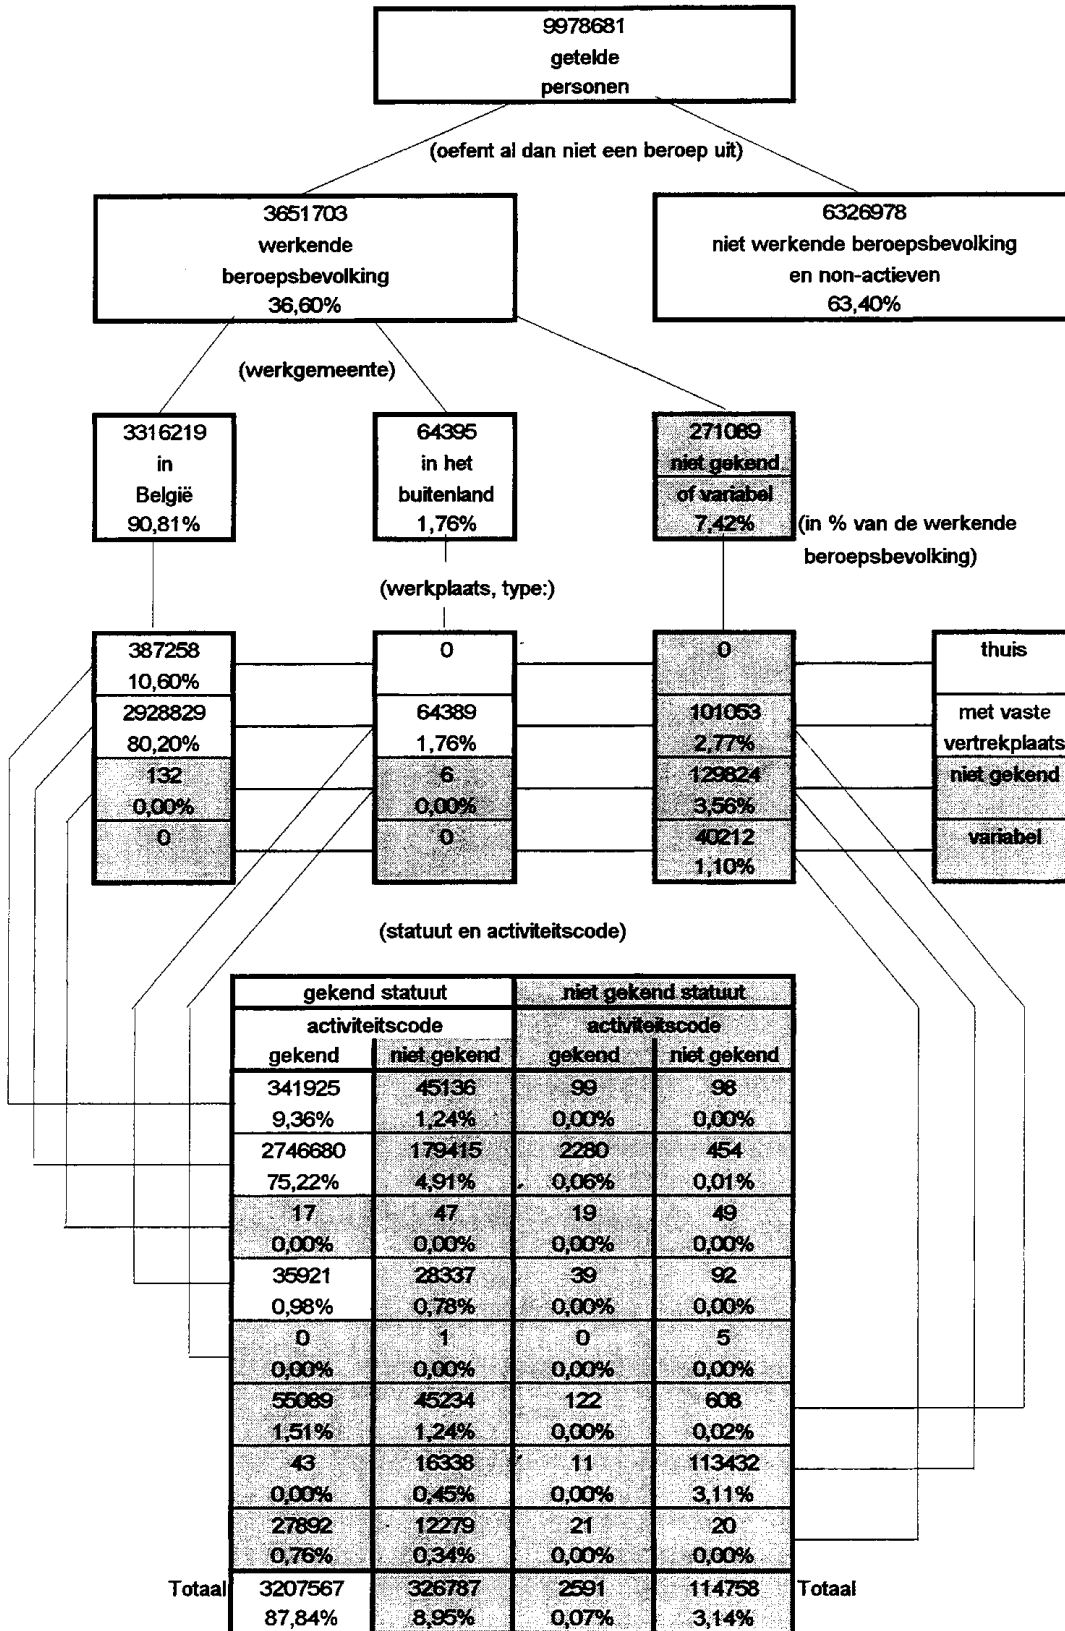 9978681
getelde
personen
(oefent al dan niet een beroep uit)
3651703
werkende
beroepsbevolking
36,60%
6326978
niet werkende beroepsbevolking
en non-actieven
63,40%
(werkgemeente)
3316219
in
België
90,81%
64395
in het
buitenland
1,76%
271089
niet gekend
of variabel
7,42%
(in % van de werkende
beroepsbevolking)
(werkplaats, type:)
387258 0 0 thuis
10,60%
2928829 64389 101053 met vaste
80,20% 1,76% 2,77% vertrekplaats
132 6 129824 niet gekend
0,00% 0,00% 3,56%
0 0 40212 variabel
1,10%
(statuut en activiteitscode)
gekend statuut niet gekend statuut
activiteitscode activiteitscode
gekend niet gekend gekend niet gekend
341925 45136 99 98
9,36% 1,24% 0,00% 0,00%
2746680 179415 2280 454
75,22% 4,91% 0,06% 0,01%
17 47 19 49
0,00% 0,00% 0,00% 0,00%
35921 28337 39 92
0,98% 0,78% 0,00% 0,00%
0 1 0 5
0,00% 0,00% 0,00% 0,00%
55089 45234 122 608
1,51% 1,24% 0,00% 0,02%
43 16338 11 113432
0,00% 0,45% 0,00% 3,11%
27892 12279 21 20
0,76% 0,34% 0,00% 0,00%
Totaal 3207567 326787 2591 114758 Totaal
87,84% 8,95% 0,07% 3,14%